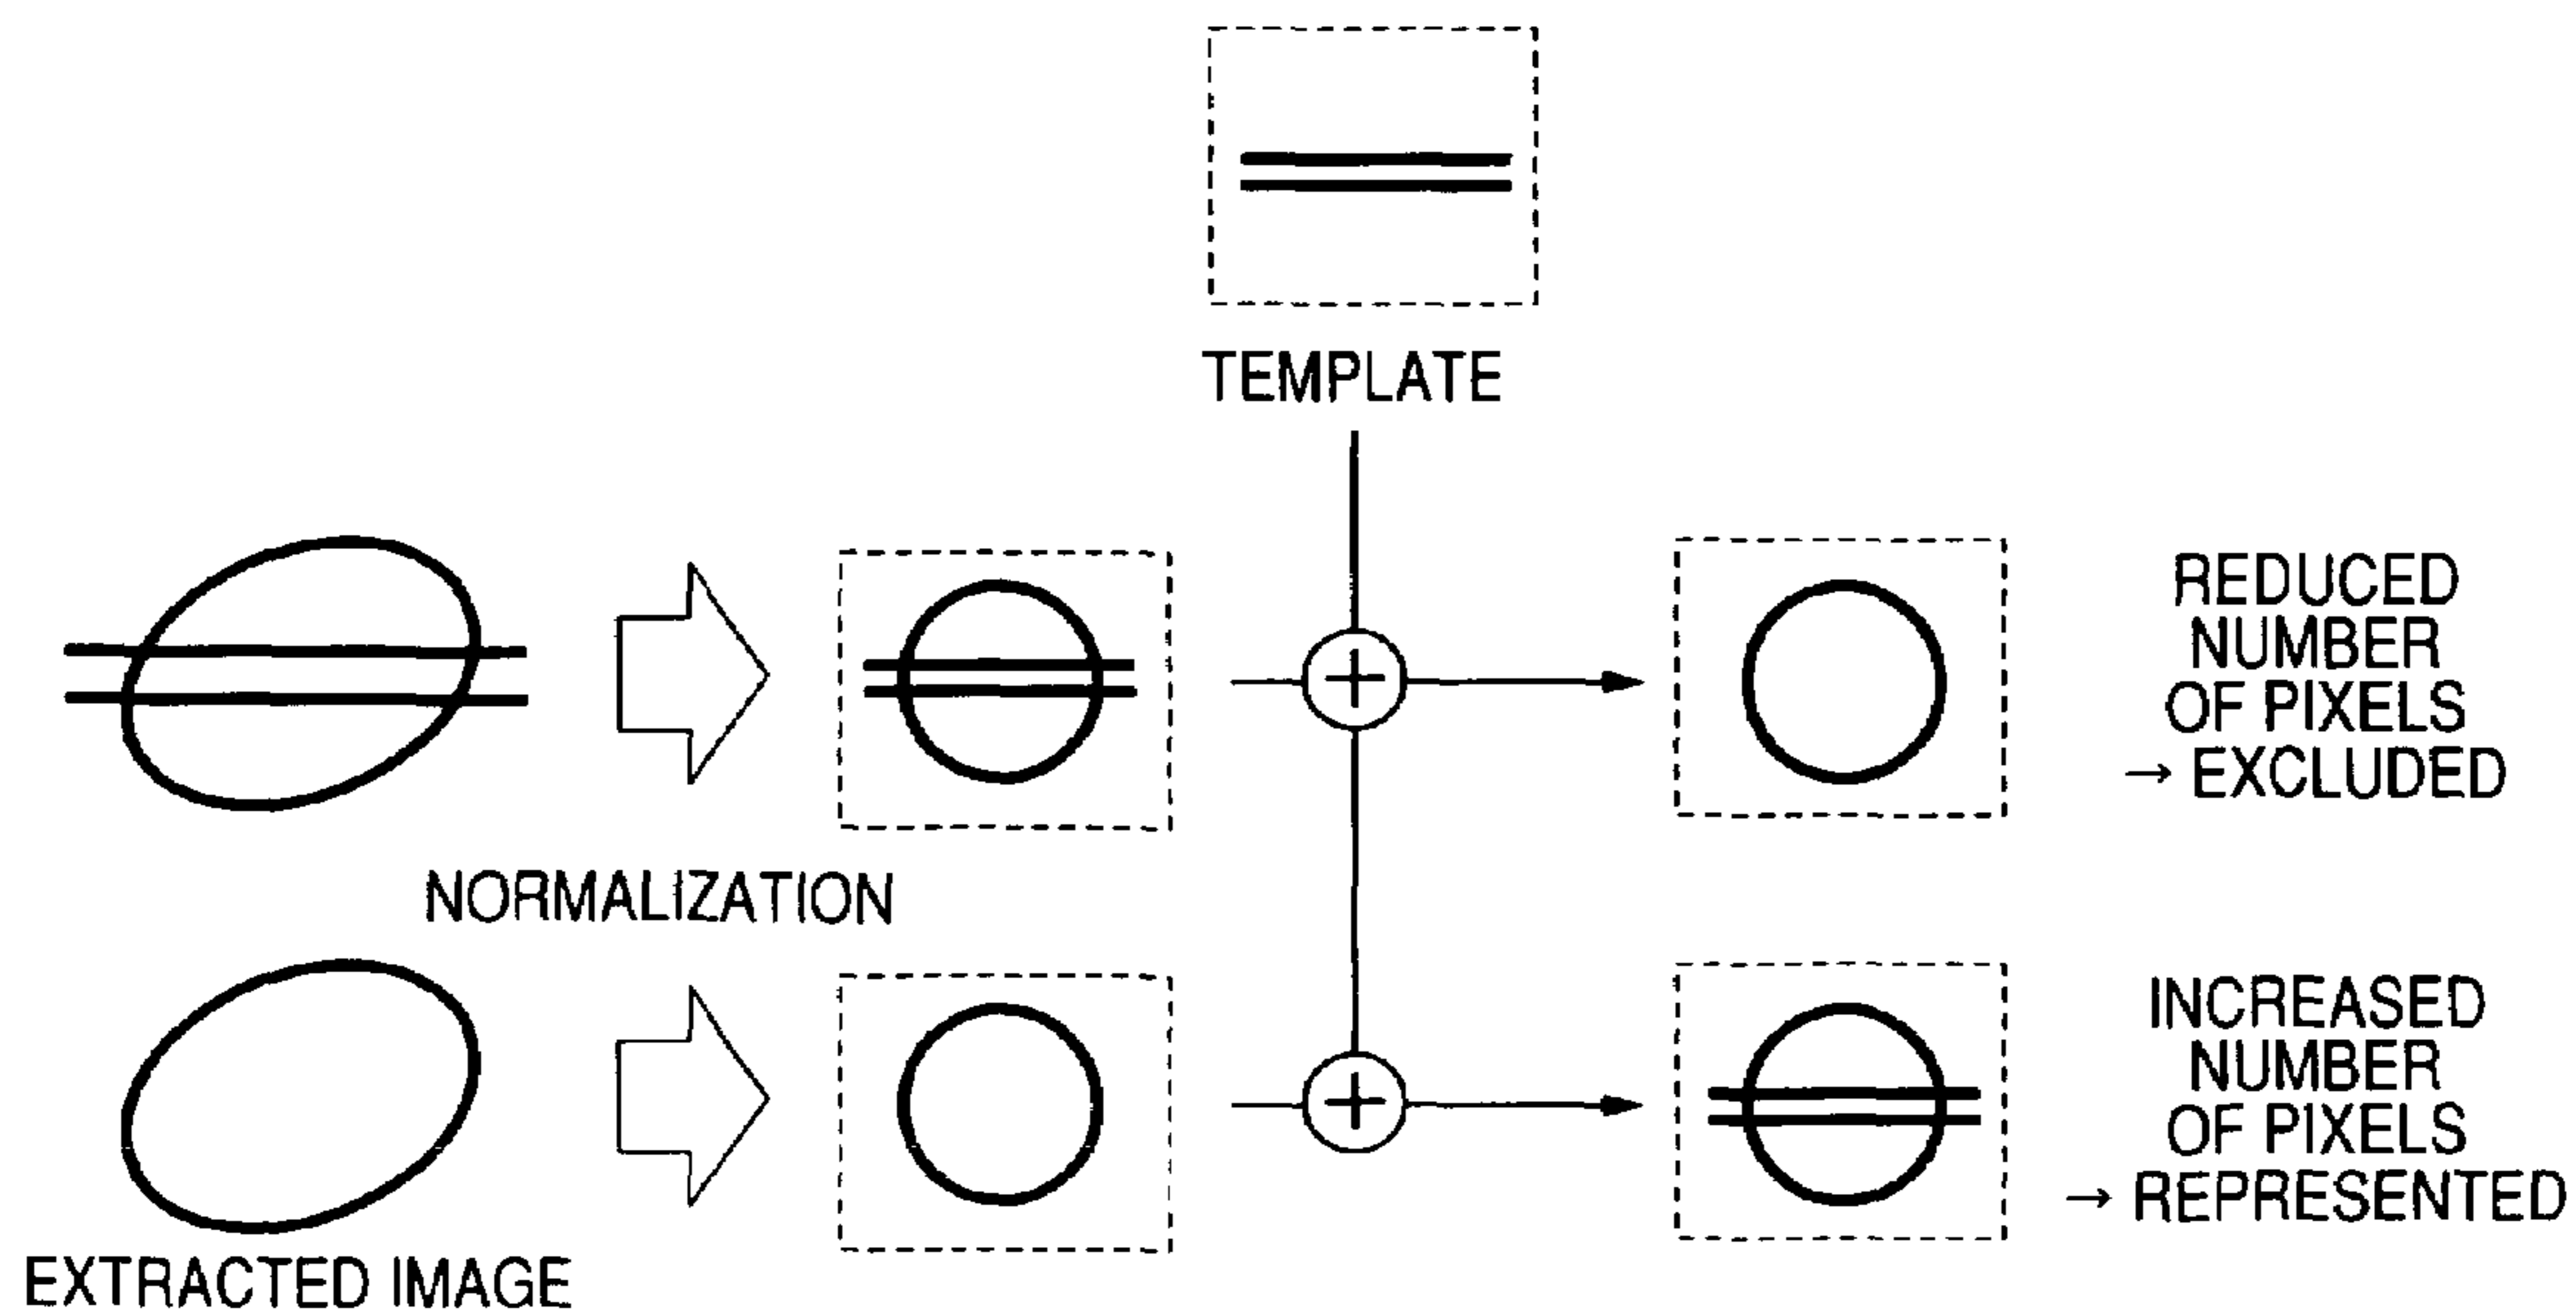 TEMPLATE
REDUCED
NUMBER
OF PIXELS
→ EXCLUDED
NORMALIZATION
INCREASED
NUMBER
OF PIXELS
→ REPRESENTED
EXTRACTED IMAGE